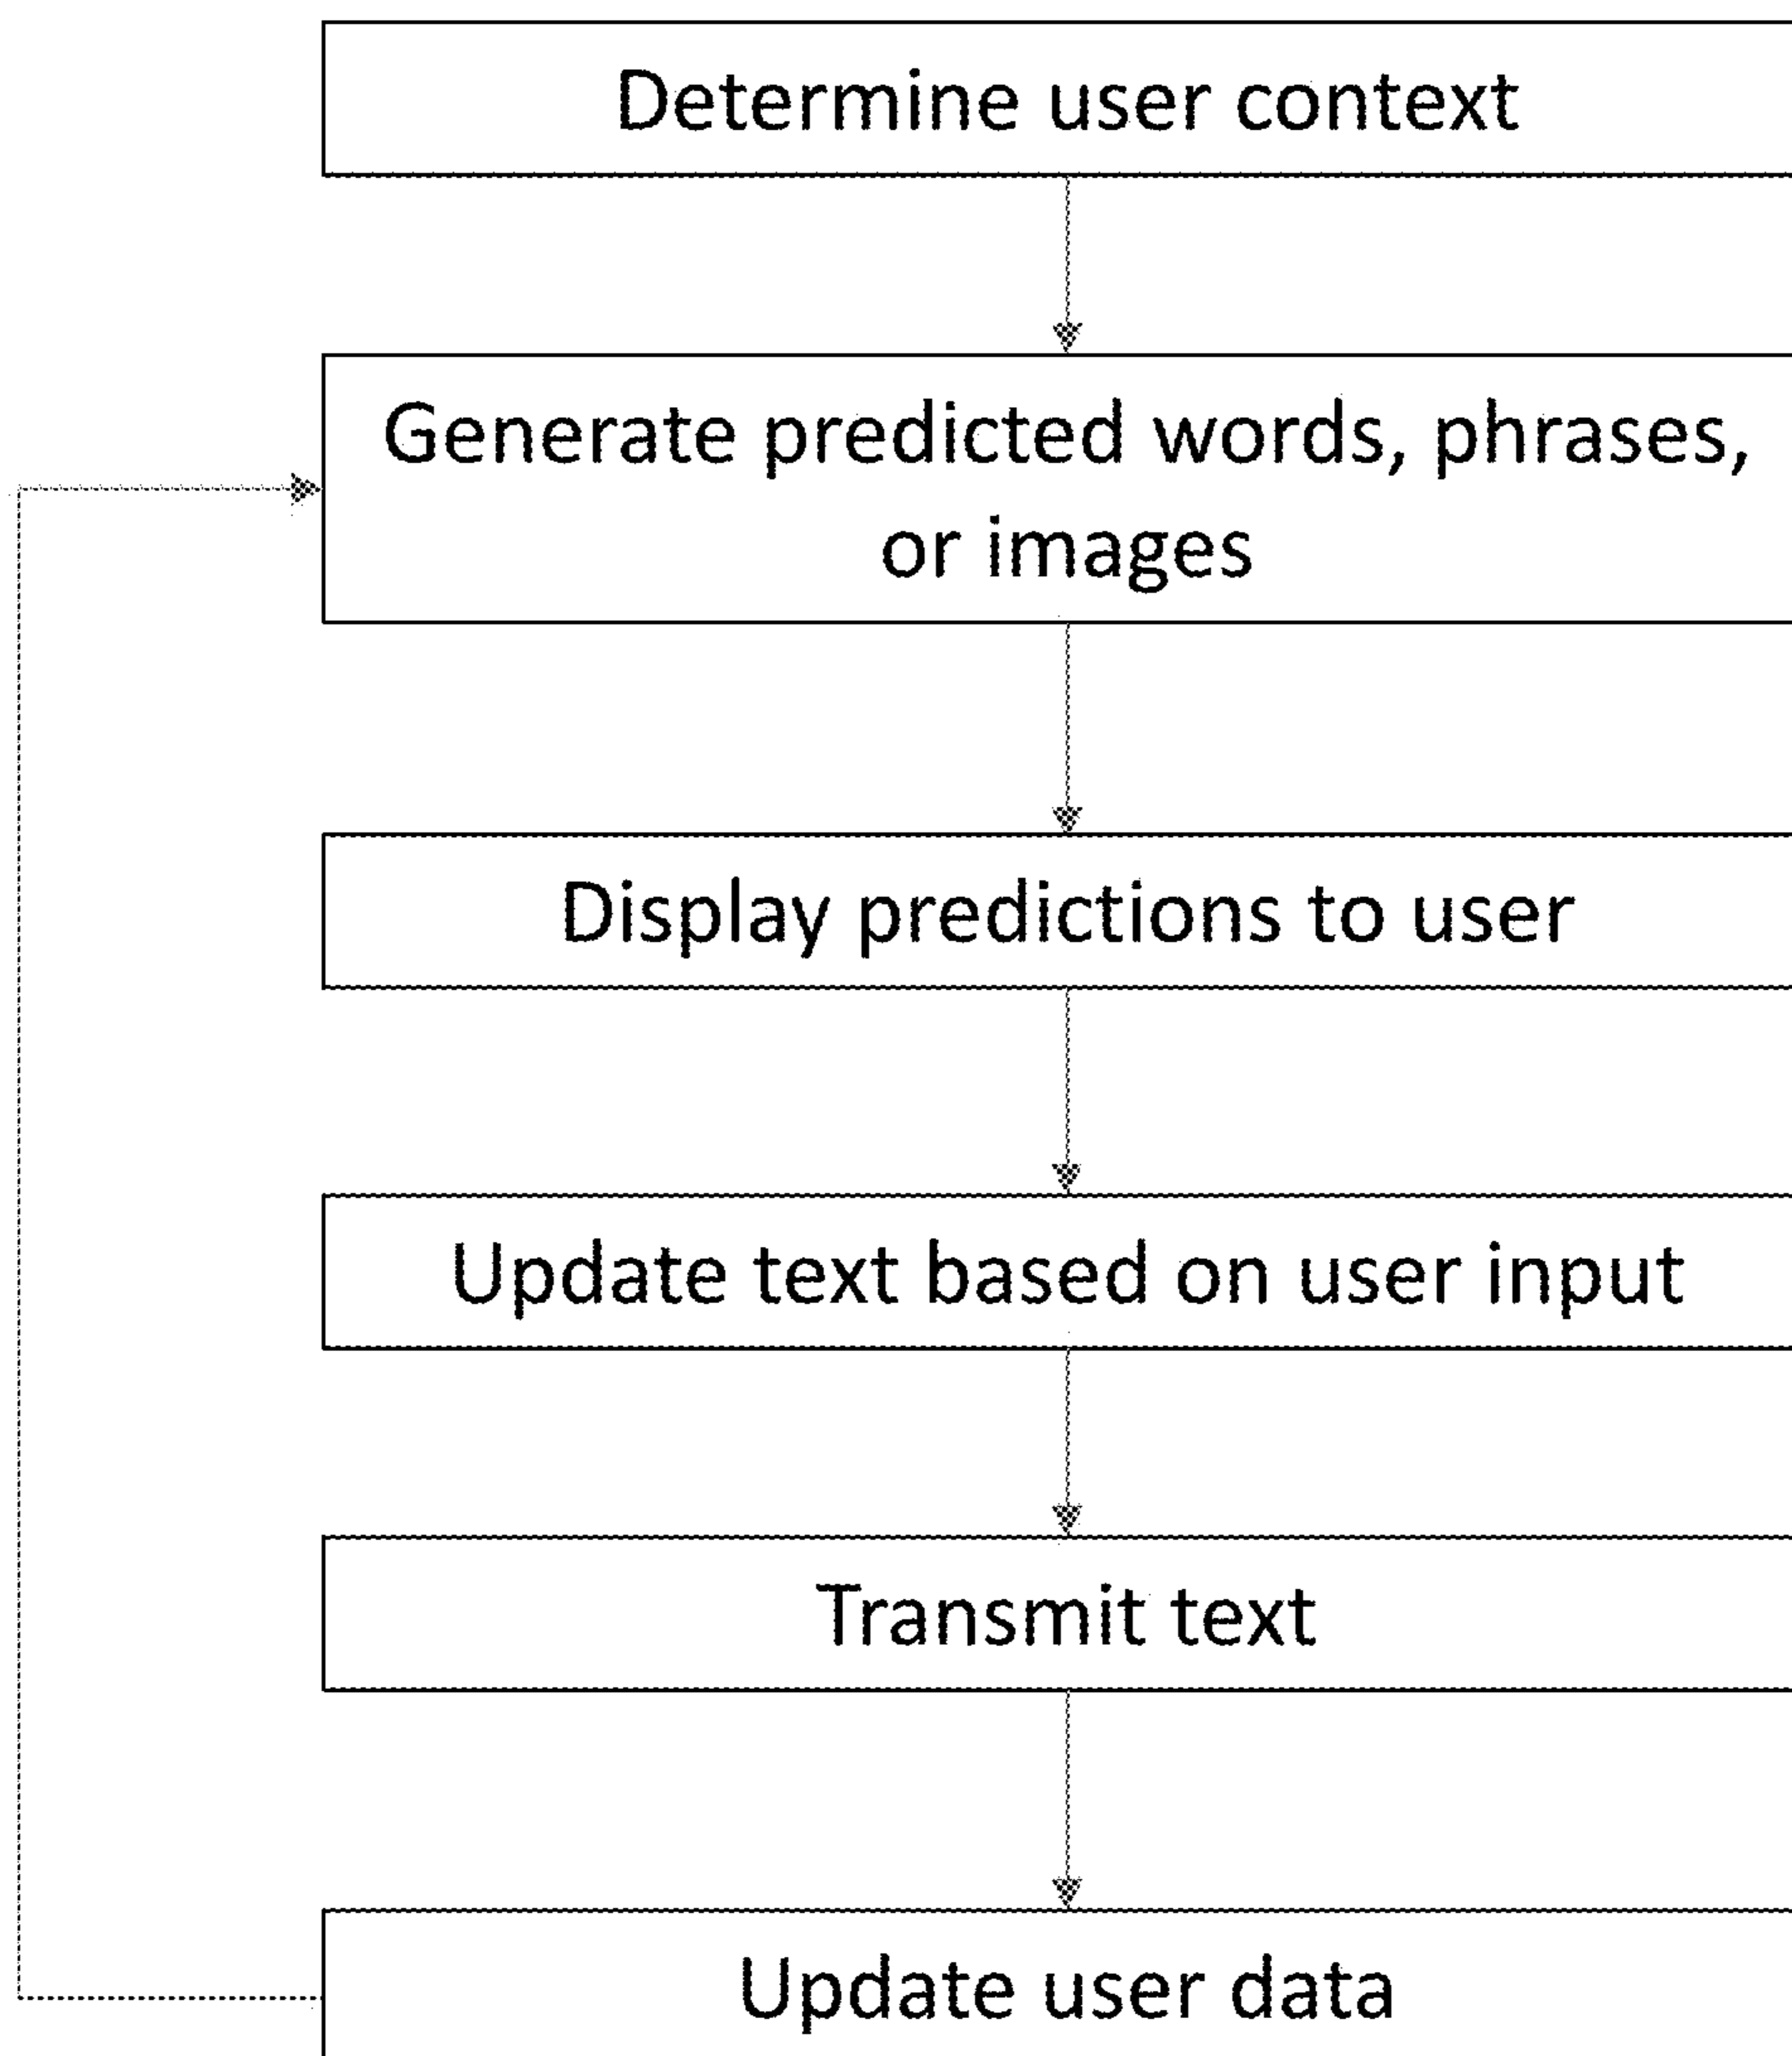 Determine user context
Generate predicted words, phrases,
or images
Display predictions to user
Update text based on user input
Transmit text
Update user data